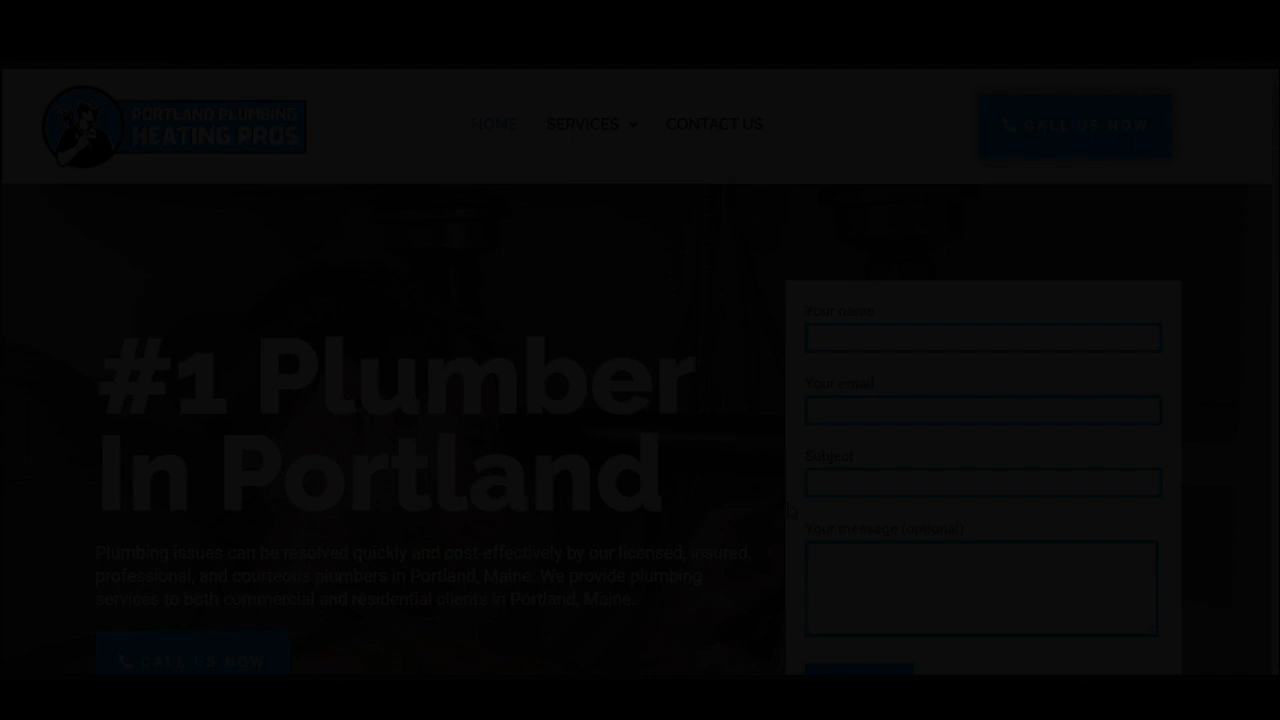 PORTLAND PLUMBING
HEATING PROS
HOME
SERVICES
CONTACT US
CALL US NOW
#1 Plumber
In Portland
Plumbing issues can be resolved quickly and cost-effectively by our licensed, insured,
professional, and courteous plumbers in Portland, Maine. We provide plumbing
services to both commercial and residential clients in Portland, Maine.
CALL US NOW
Your name
Your email
Subject
Your message (optional)